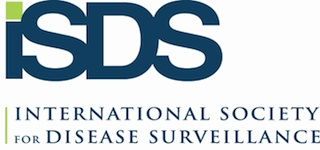 iSDS
INTERNATIONAL SOCIETY
FOR DISEASE SURVEILLANCE